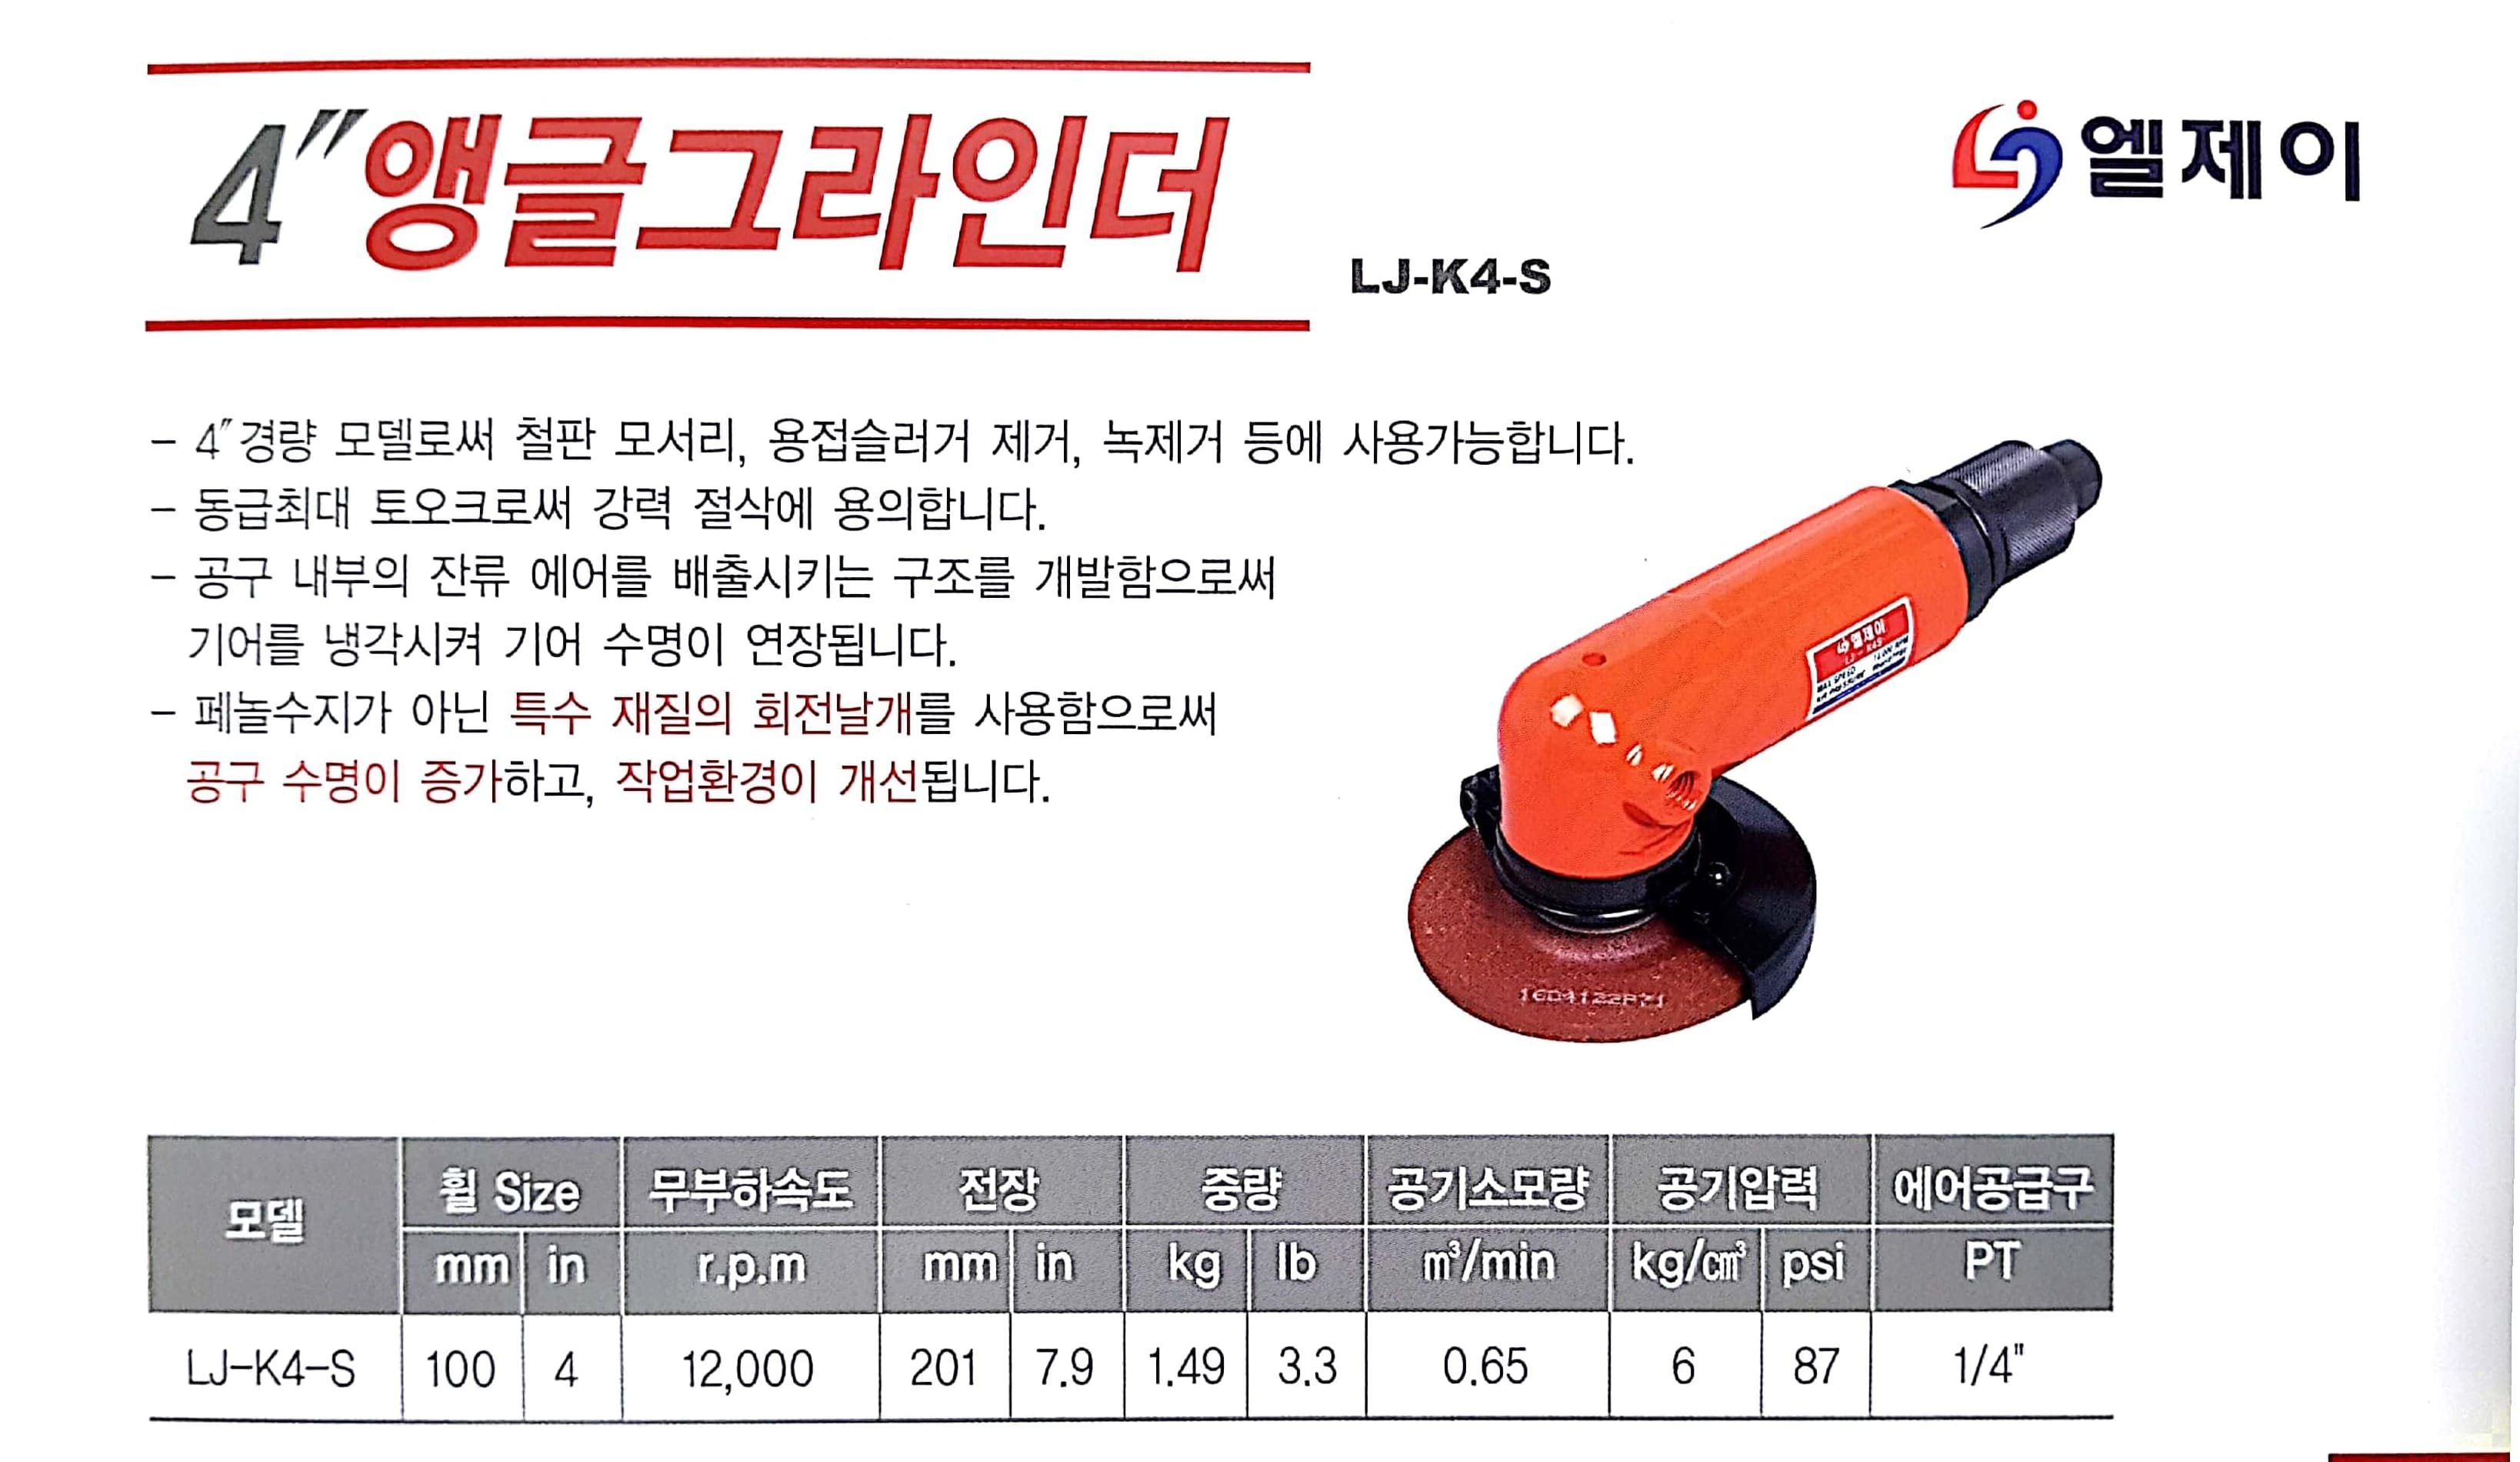 4″앵글그라인더
LJ-K4-S
엘제이
- 4″경량 모델로써 철판 모서리, 용접슬러거 제거, 녹제거 등에 사용가능합니다.
- 동급최대 토오크로써 강력 절삭에 용의합니다.
- 공구 내부의 잔류 에어를 배출시키는 구조를 개발함으로써
기어를 냉각시켜 기어 수명이 연장됩니다.
- 페놀수지가 아닌 특수 재질의 회전날개를 사용함으로써
공구 수명이 증가하고, 작업환경이 개선됩니다.
엘제이
LJ - K4S
MAX SPEED
AIR PRESSURE
모델 휠 Size 무부하속도 전장 중량 공기소모량 공기압력 에어공급구
mm in r.p.m mm in kg lb m³/min kg/cm³ psi PT
LJ-K4-S 100 4 12,000 201 7.9 1.49 3.3 0.65 6 87 1/4"